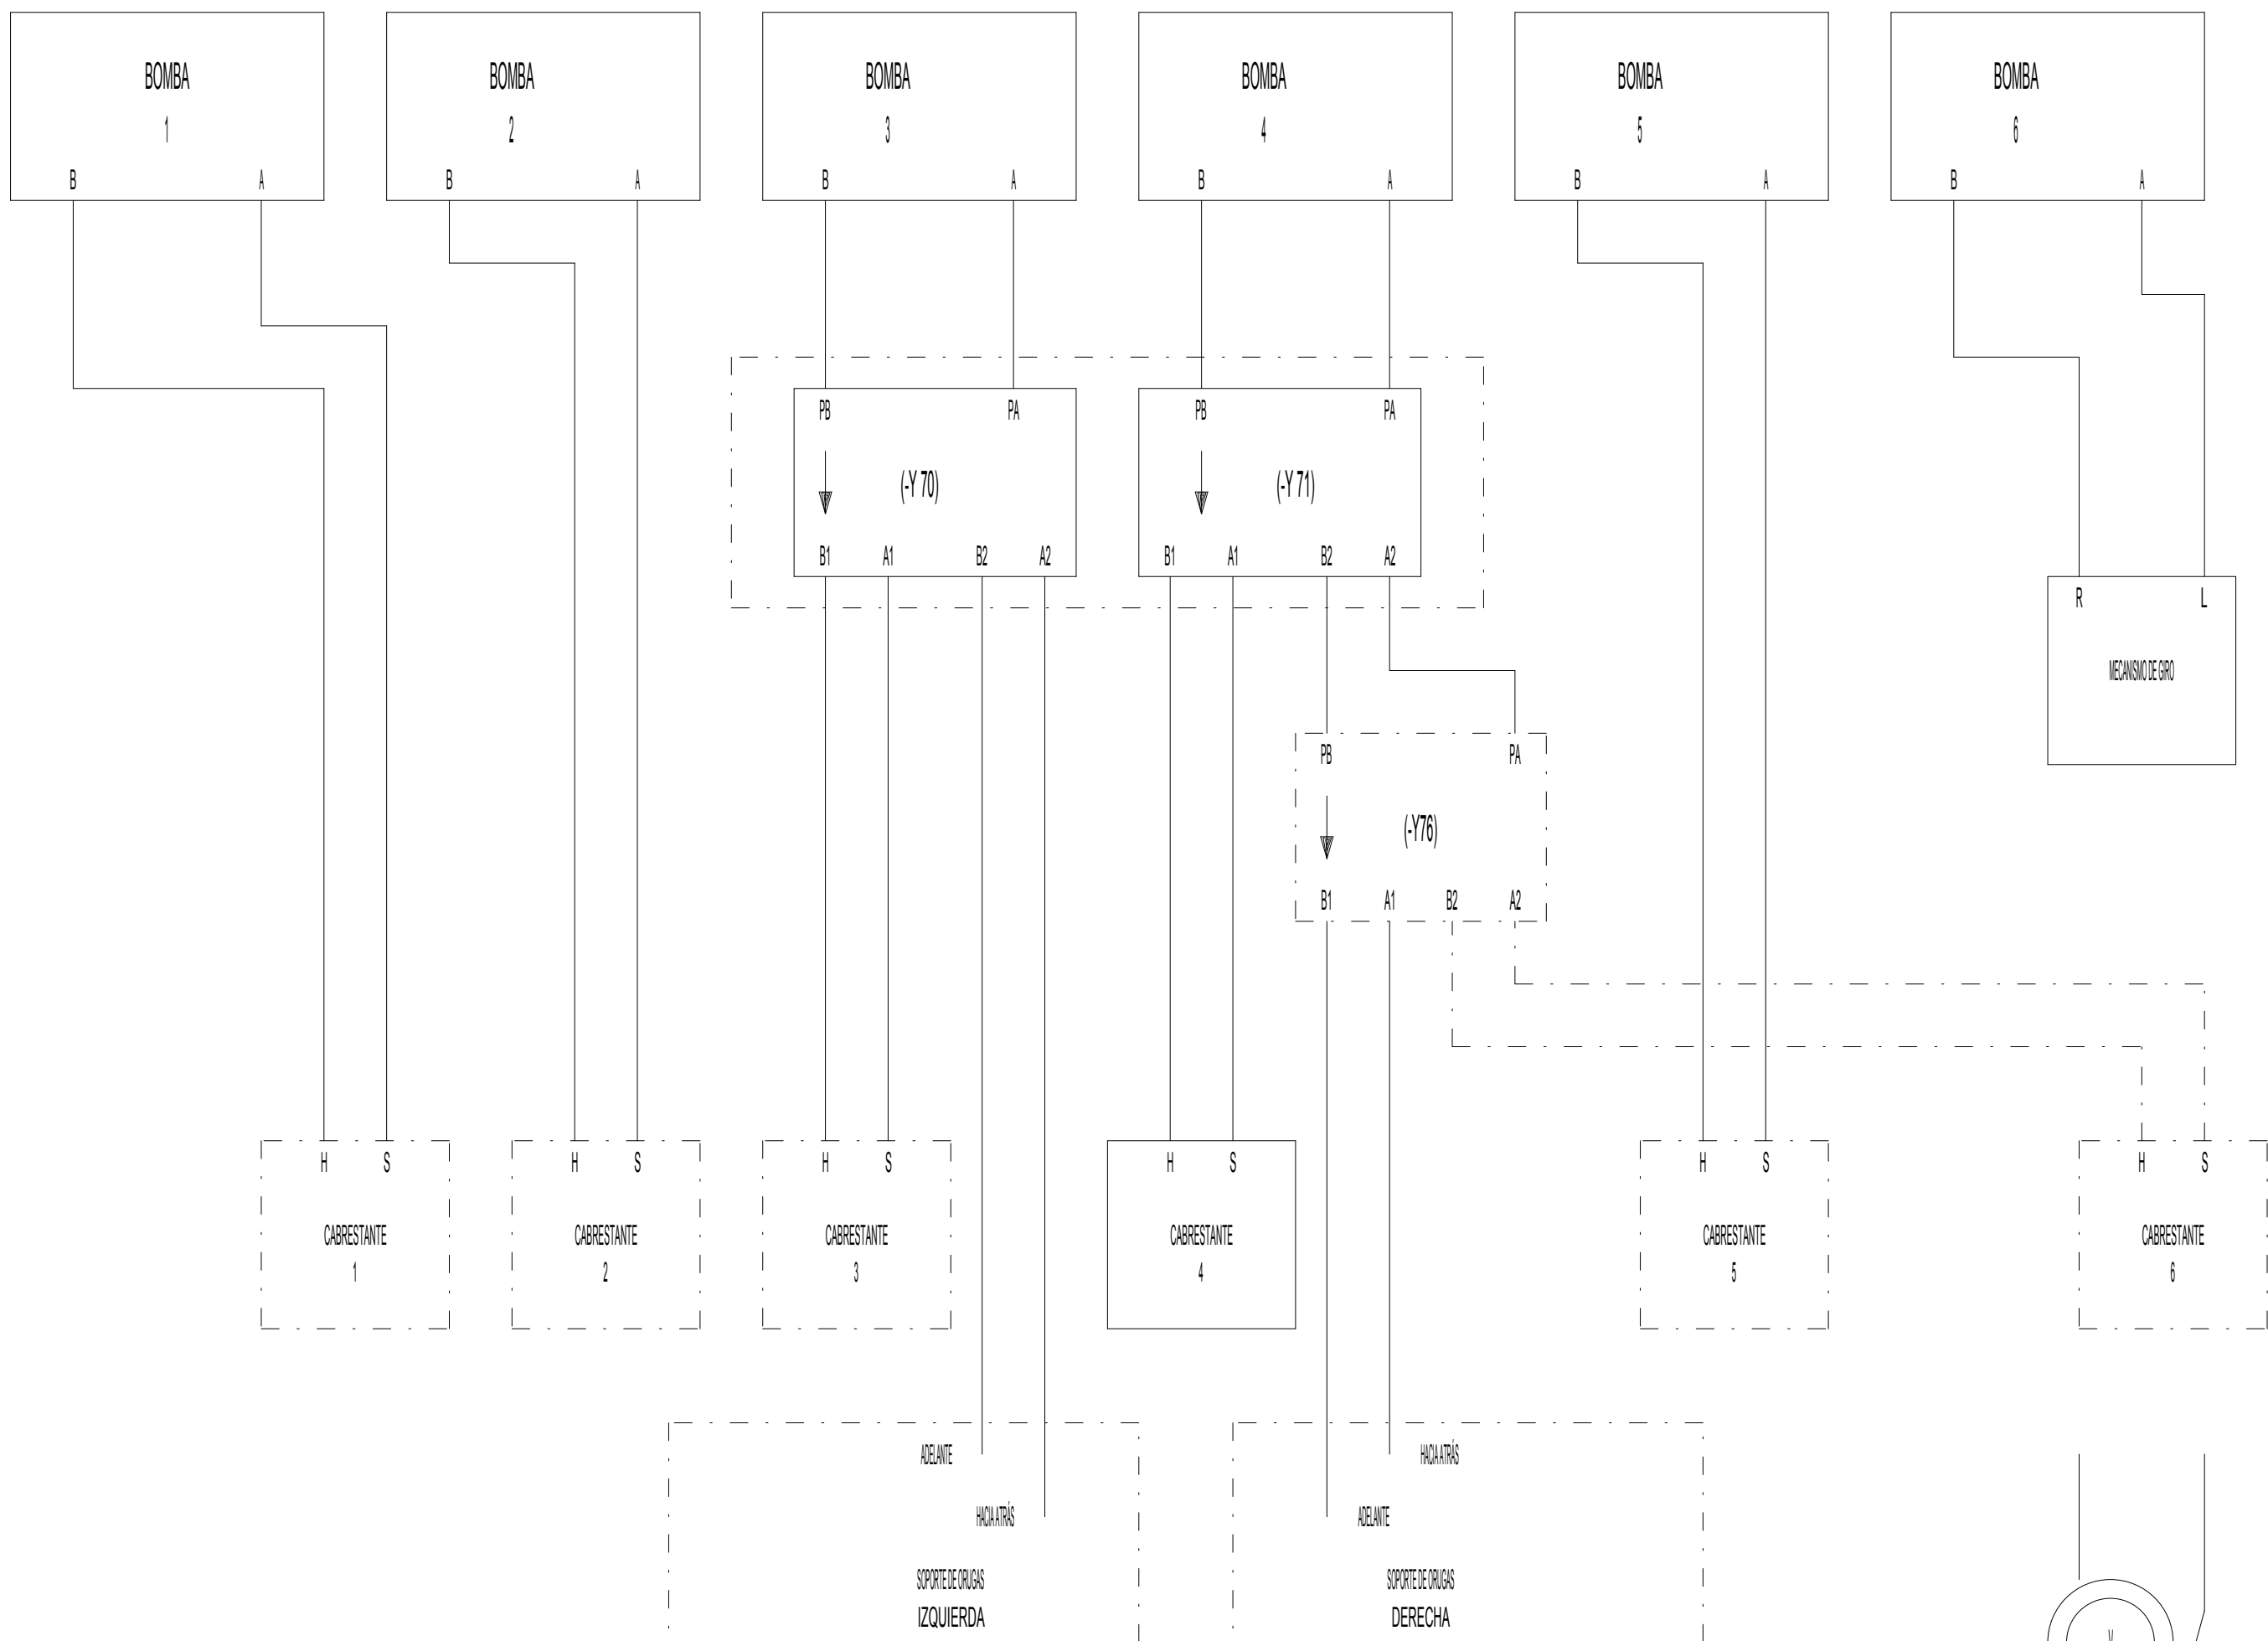 BOMBA
1
B A
BOMBA
2
B A
BOMBA
3
B A
BOMBA
4
B A
BOMBA
5
B A
BOMBA
6
B A
PB PA
(-Y 70)
B1 A1 B2 A2
PB PA
(-Y 71)
B1 A1 B2 A2
R L
MECANISMO DE GIRO
PB PA
(-Y76)
B1 A1 B2 A2
H S
CABRESTANTE
1
H S
CABRESTANTE
2
H S
CABRESTANTE
3
H S
CABRESTANTE
4
H S
CABRESTANTE
5
H S
CABRESTANTE
6
ADELANTE
HACIA ATRÁS
SOPORTE DE ORUGAS
IZQUIERDA
HACIA ATRÁS
ADELANTE
SOPORTE DE ORUGAS
DERECHA